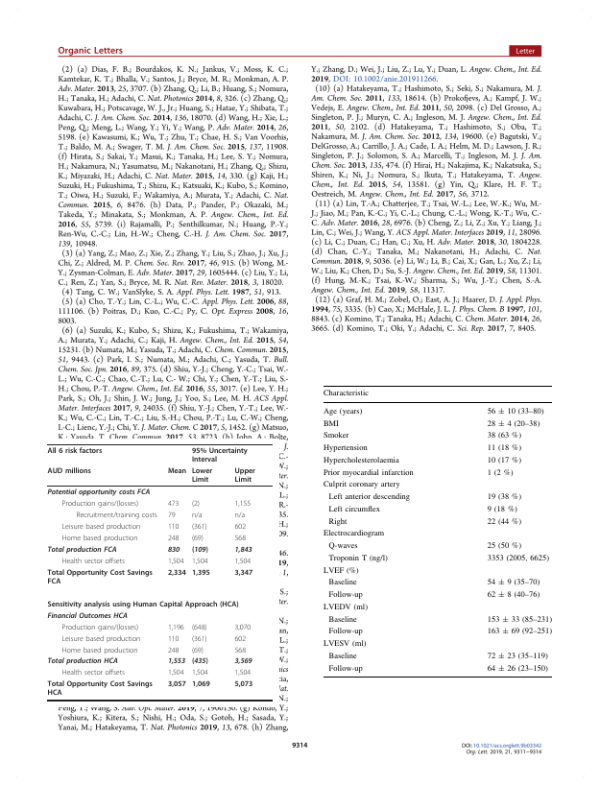 Organic Letters
Letter
(2) (a) Dias, F. B.; Bourdakos, K. N.; Jankus, V.; Moss, K. C.;
Kamtekar, K. T.; Bhalla, V.; Santos, J.; Bryce, M. R.; Monkman, A. P.
Adv. Mater. 2013, 25, 3707. (b) Zhang, Q.; Li, B.; Huang, S.; Nomura,
H.; Tanaka, H.; Adachi, C. Nat. Photonics 2014, 8, 326. (c) Zhang, Q.;
Kuwabara, H.; Potscavage, W. J., Jr.; Huang, S.; Hatae, Y.; Shibata, T.;
Adachi, C. J. Am. Chem. Soc. 2014, 136, 18070. (d) Wang, H.; Xie, L.;
Peng, Q.; Meng, L.; Wang, Y.; Yi, Y.; Wang, P. Adv. Mater. 2014, 26,
5198. (e) Kawasumi, K.; Wu, T.; Zhu, T.; Chae, H. S.; Van Voorhis,
T.; Baldo, M. A.; Swager, T. M. J. Am. Chem. Soc. 2015, 137, 11908.
(f) Hirata, S.; Sakai, Y.; Masui, K.; Tanaka, H.; Lee, S. Y.; Nomura,
H.; Nakamura, N.; Yasumatsu, M.; Nakanotani, H.; Zhang, Q.; Shizu,
K.; Miyazaki, H.; Adachi, C. Nat. Mater. 2015, 14, 330. (g) Kaji, H.;
Suzuki, H.; Fukushima, T.; Shizu, K.; Katsuaki, K.; Kubo, S.; Komino,
T.; Oiwa, H.; Suzuki, F.; Wakamiya, A.; Murata, Y.; Adachi, C. Nat.
Commun. 2015, 6, 8476. (h) Data, P.; Pander, P.; Okazaki, M.;
Takeda, Y.; Minakata, S.; Monkman, A. P. Angew. Chem., Int. Ed.
2016, 55, 5739. (i) Rajamalli, P.; Senthilkumar, N.; Huang, P.-Y.;
Ren-Wu, C.-C.; Lin, H.-W.; Cheng, C.-H. J. Am. Chem. Soc. 2017,
139, 10948.
(3) (a) Yang, Z.; Mao, Z.; Xie, Z.; Zhang, Y.; Liu, S.; Zhao, J.; Xu, J.;
Chi, Z.; Aldred, M. P. Chem. Soc. Rev. 2017, 46, 915. (b) Wong, M.-
Y.; Zysman-Colman, E. Adv. Mater. 2017, 29, 1605444. (c) Liu, Y.; Li,
C.; Ren, Z.; Yan, S.; Bryce, M. R. Nat. Rev. Mater. 2018, 3, 18020.
(4) Tang, C. W.; VanSlyke, S. A. Appl. Phys. Lett. 1987, 51, 913.
(5) (a) Cho, T.-Y.; Lin, C.-L.; Wu, C.-C. Appl. Phys. Lett. 2006, 88,
111106. (b) Poitras, D.; Kuo, C.-C.; Py, C. Opt. Express 2008, 16,
8003.
(6) (a) Suzuki, K.; Kubo, S.; Shizu, K.; Fukushima, T.; Wakamiya,
A.; Murata, Y.; Adachi, C.; Kaji, H. Angew. Chem., Int. Ed. 2015, 54,
15231. (b) Numata, M.; Yasuda, T.; Adachi, C. Chem. Commun. 2015,
51, 9443. (c) Park, I. S.; Numata, M.; Adachi, C.; Yasuda, T. Bull.
Chem. Soc. Jpn. 2016, 89, 375. (d) Shiu, Y.-J.; Cheng, Y.-C.; Tsai, W.-
L.; Wu, C.-C.; Chao, C.-T.; Lu, C.-W.; Chi, Y.; Chen, Y.-T.; Liu, S.-
H.; Chou, P.-T. Angew. Chem., Int. Ed. 2016, 55, 3017. (e) Lee, Y. H.;
Park, S.; Oh, J.; Shin, J. W.; Jung, J.; Yoo, S.; Lee, M. H. ACS Appl.
Mater. Interfaces 2017, 9, 24035. (f) Shiu, Y.-J.; Chen, Y.-T.; Lee, W.-
K.; Wu, C.-C.; Lin, T.-C.; Liu, S.-H.; Chou, P.-T.; Lu, C.-W.; Cheng,
I.-C.; Lienc, Y.-J.; Chi, Y. J. Mater. Chem. C 2017, 5, 1452. (g) Matsuo,
K.; Yasuda, T. Chem. Commun. 2017, 53, 8723. (h) John, A.; Bolte,
All 6 risk factors 95% Uncertainty
Interval
AUD millions Mean Lower Upper
Limit Limit
Potential opportunity costs FCA
Production gains/(losses) 473 (2) 1,155
Recruitment/training costs 79 n/a n/a
Leisure based production 110 (361) 602
Home based production 248 (69) 568
Total production FCA 830 (109) 1,843
Health sector offsets 1,504 1,504 1,504
Total Opportunity Cost Savings 2,334 1,395 3,347
FCA
Sensitivity analysis using Human Capital Approach (HCA)
Financial Outcomes HCA
Production gains/(losses) 1,196 (648) 3,070
Leisure based production 110 (361) 602
Home based production 248 (69) 568
Total production HCA 1,553 (435) 3,569
Health sector offsets 1,504 1,504 1,504
Total Opportunity Cost Savings 3,057 1,069 5,073
HCA
Peng, T.; Wang, S. Adv. Opt. Mater. 2019, 7, 1900130. (g) Kondo, Y.;
Yoshiura, K.; Kitera, S.; Nishi, H.; Oda, S.; Gotoh, H.; Sasada, Y.;
Yanai, M.; Hatakeyama, T. Nat. Photonics 2019, 13, 678. (h) Zhang,
Y.; Zhang, D.; Wei, J.; Liu, Z.; Lu, Y.; Duan, L. Angew. Chem., Int. Ed.
2019, DOI: 10.1002/anie.201911266.
(10) (a) Hatakeyama, T.; Hashimoto, S.; Seki, S.; Nakamura, M. J.
Am. Chem. Soc. 2011, 133, 18614. (b) Prokofjevs, A.; Kampf, J. W.;
Vedejs, E. Angew. Chem., Int. Ed. 2011, 50, 2098. (c) Del Grosso, A.;
Singleton, P. J.; Muryn, C. A.; Ingleson, M. J. Angew. Chem., Int. Ed.
2011, 50, 2102. (d) Hatakeyama, T.; Hashimoto, S.; Oba, T.;
Nakamura, M. J. Am. Chem. Soc. 2012, 134, 19600. (e) Bagutski, V.;
DelGrosso, A.; Carrillo, J. A.; Cade, I. A.; Helm, M. D.; Lawson, J. R.;
Singleton, P. J.; Solomon, S. A.; Marcelli, T.; Ingleson, M. J. J. Am.
Chem. Soc. 2013, 135, 474. (f) Hirai, H.; Nakajima, K.; Nakatsuka, S.;
Shiren, K.; Ni, J.; Nomura, S.; Ikuta, T.; Hatakeyama, T. Angew.
Chem., Int. Ed. 2015, 54, 13581. (g) Yin, Q.; Klare, H. F. T.;
Oestreich, M. Angew. Chem., Int. Ed. 2017, 56, 3712.
(11) (a) Lin, T.-A.; Chatterjee, T.; Tsai, W.-L.; Lee, W.-K.; Wu, M.-
J.; Jiao, M.; Pan, K.-C.; Yi, C.-L.; Chung, C.-L.; Wong, K.-T.; Wu, C.-
C. Adv. Mater. 2016, 28, 6976. (b) Cheng, Z.; Li, Z.; Xu, Y.; Liang, J.;
Lin, C.; Wei, J.; Wang, Y. ACS Appl. Mater. Interfaces 2019, 11, 28096.
(c) Li, C.; Duan, C.; Han, C.; Xu, H. Adv. Mater. 2018, 30, 1804228.
(d) Chan, C.-Y.; Tanaka, M.; Nakanotani, H.; Adachi, C. Nat.
Commun. 2018, 9, 5036. (e) Li, W.; Li, B.; Cai, X.; Gan, L.; Xu, Z.; Li,
W.; Liu, K.; Chen, D.; Su, S.-J. Angew. Chem., Int. Ed. 2019, 58, 11301.
(f) Hung, M.-K.; Tsai, K.-W.; Sharma, S.; Wu, J.-Y.; Chen, S.-A.
Angew. Chem., Int. Ed. 2019, 58, 11317.
(12) (a) Graf, H. M.; Zobel, O.; East, A. J.; Haarer, D. J. Appl. Phys.
1994, 75, 3335. (b) Cao, X.; McHale, J. L. J. Phys. Chem. B 1997, 101,
8843. (c) Komino, T.; Tanaka, H.; Adachi, C. Chem. Mater. 2014, 26,
3665. (d) Komino, T.; Oki, Y.; Adachi, C. Sci. Rep. 2017, 7, 8405.
Characteristic
Age (years) 56 ± 10 (33–80)
BMI 28 ± 4 (20–38)
Smoker 38 (63 %)
Hypertension 11 (18 %)
Hypercholesterolaemia 10 (17 %)
Prior myocardial infarction 1 (2 %)
Culprit coronary artery
Left anterior descending 19 (38 %)
Left circumflex 9 (18 %)
Right 22 (44 %)
Electrocardiogram
Q-waves 25 (50 %)
Troponin T (ng/l) 3353 (2005, 6625)
LVEF (%)
Baseline 54 ± 9 (35–70)
Follow-up 62 ± 8 (40–76)
LVEDV (ml)
Baseline 153 ± 33 (85–231)
Follow-up 163 ± 69 (92–251)
LVESV (ml)
Baseline 72 ± 23 (35–119)
Follow-up 64 ± 26 (23–150)
9314
DOI: 10.1021/acs.orglett.9b03342
Org. Lett. 2019, 21, 9311−9314